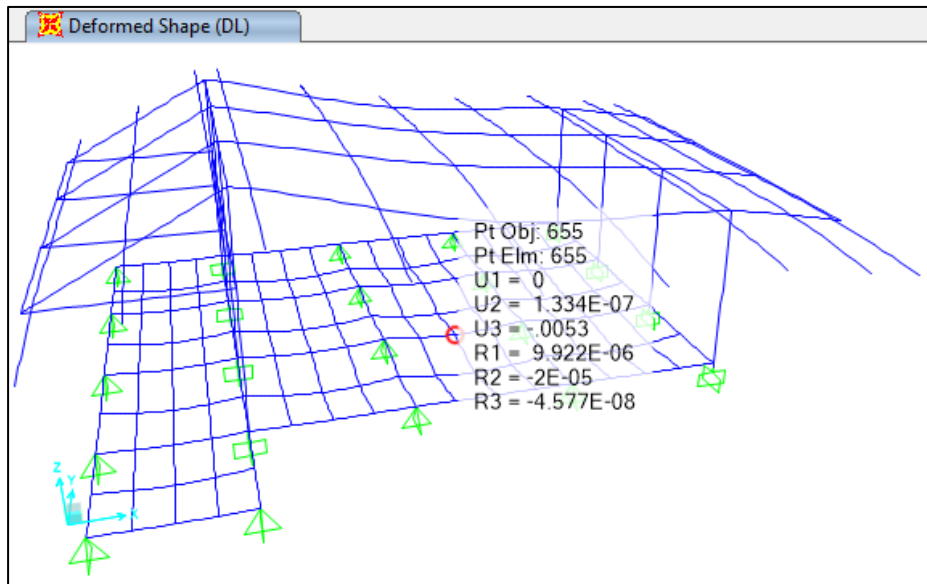 Deformed Shape (DL)
Pt Obj: 655
Pt Elm: 655
U1 = 0
U2 = 1.334E-07
U3 = -.0053
R1 = 9.922E-06
R2 = -2E-05
R3 = -4.577E-08
Z
Y
X